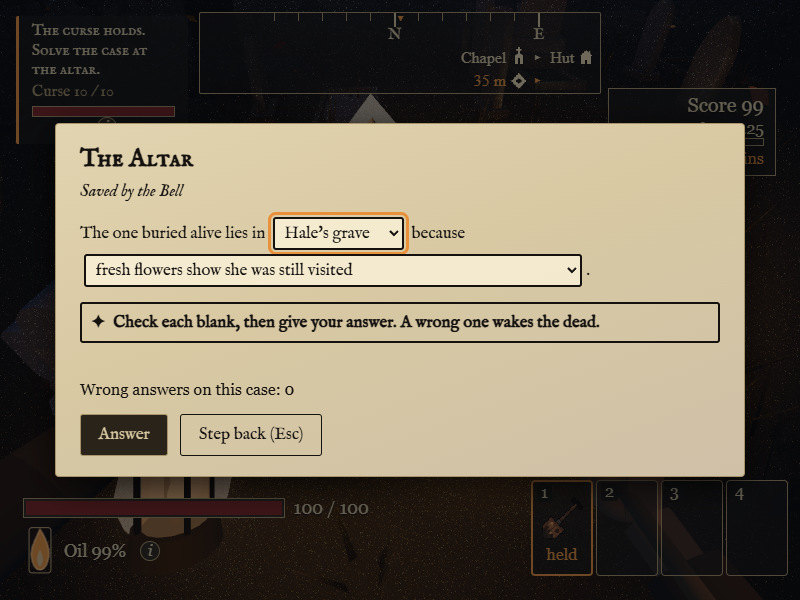 The curse holds.
Solve the case at
the altar.
Curse 10/10
N
E
Chapel
Hut
35 m
Score 99
25
ins
The Altar
Saved by the Bell
The one buried alive lies in Hale's grave because
fresh flowers show she was still visited .
✦ Check each blank, then give your answer. A wrong one wakes the dead.
Wrong answers on this case: 0
Answer
Step back (Esc)
100 / 100
Oil 99% i
1
2
3
4
held